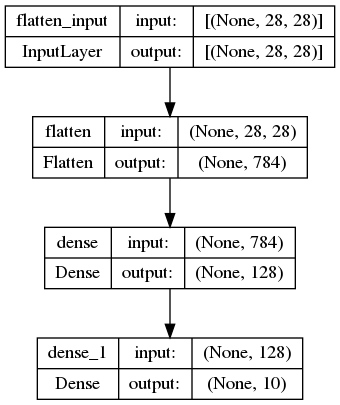 flatten_input input: [(None, 28, 28)]
InputLayer output: [(None, 28, 28)]
flatten input: (None, 28, 28)
Flatten output: (None, 784)
dense input: (None, 784)
Dense output: (None, 128)
dense_1 input: (None, 128)
Dense output: (None, 10)